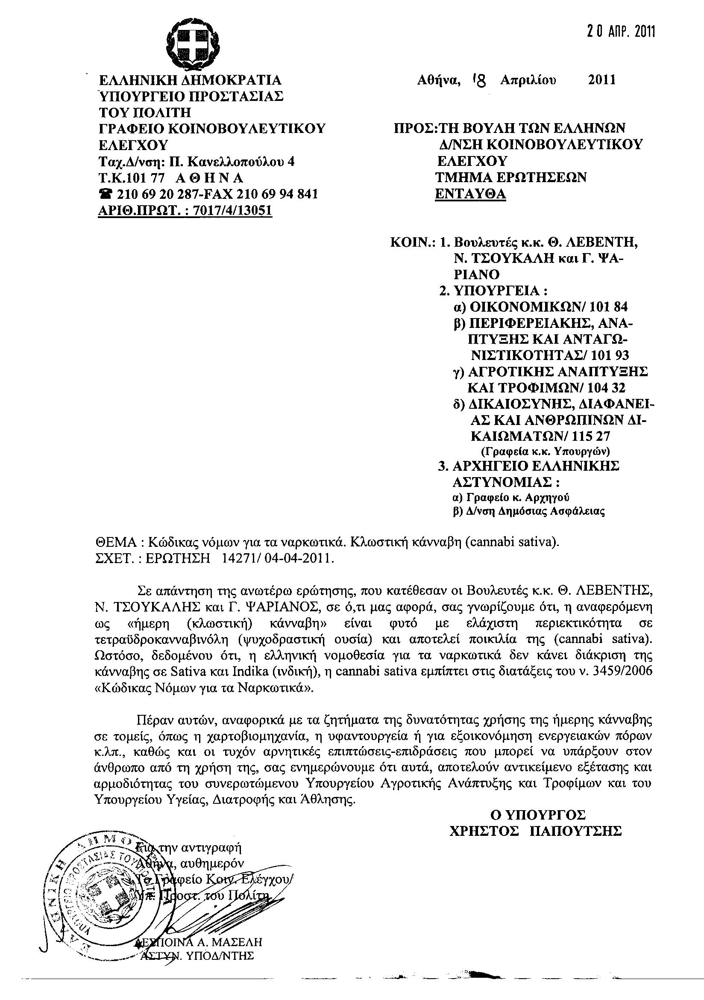 20 ΑΠΡ. 2011
ΕΛΛΗΝΙΚΗ ΔΗΜΟΚΡΑΤΙΑ
ΥΠΟΥΡΓΕΙΟ ΠΡΟΣΤΑΣΙΑΣ
ΤΟΥ ΠΟΛΙΤΗ
ΓΡΑΦΕΙΟ ΚΟΙΝΟΒΟΥΛΕΥΤΙΚΟΥ
ΕΛΕΓΧΟΥ
Ταχ.Δ/νση: Π. Κανελλοπούλου 4
Τ.Κ.101 77 Α Θ Η Ν Α
☎ 210 69 20 287-FAX 210 69 94 841
ΑΡΙΘ.ΠΡΩΤ. : 7017/4/13051
Αθήνα, 18 Απριλίου 2011
ΠΡΟΣ:ΤΗ ΒΟΥΛΗ ΤΩΝ ΕΛΛΗΝΩΝ
Δ/ΝΣΗ ΚΟΙΝΟΒΟΥΛΕΥΤΙΚΟΥ
ΕΛΕΓΧΟΥ
ΤΜΗΜΑ ΕΡΩΤΗΣΕΩΝ
ΕΝΤΑΥΘΑ
ΚΟΙΝ.: 1. Βουλευτές κ.κ. Θ. ΛΕΒΕΝΤΗ,
Ν. ΤΣΟΥΚΑΛΗ και Γ. ΨΑ-
ΡΙΑΝΟ
2. ΥΠΟΥΡΓΕΙΑ :
α) ΟΙΚΟΝΟΜΙΚΩΝ/ 101 84
β) ΠΕΡΙΦΕΡΕΙΑΚΗΣ, ΑΝΑ-
ΠΤΥΞΗΣ ΚΑΙ ΑΝΤΑΓΩ-
ΝΙΣΤΙΚΟΤΗΤΑΣ/ 101 93
γ) ΑΓΡΟΤΙΚΗΣ ΑΝΑΠΤΥΞΗΣ
ΚΑΙ ΤΡΟΦΙΜΩΝ/ 104 32
δ) ΔΙΚΑΙΟΣΥΝΗΣ, ΔΙΑΦΑΝΕΙ-
ΑΣ ΚΑΙ ΑΝΘΡΩΠΙΝΩΝ ΔΙ-
ΚΑΙΩΜΑΤΩΝ/ 115 27
(Γραφεία κ.κ. Υπουργών)
3. ΑΡΧΗΓΕΙΟ ΕΛΛΗΝΙΚΗΣ
ΑΣΤΥΝΟΜΙΑΣ :
α) Γραφείο κ. Αρχηγού
β) Δ/νση Δημόσιας Ασφάλειας
ΘΕΜΑ : Κώδικας νόμων για τα ναρκωτικά. Κλωστική κάνναβη (cannabi sativa).
ΣΧΕΤ. : ΕΡΩΤΗΣΗ 14271/ 04-04-2011.
Σε απάντηση της ανωτέρω ερώτησης, που κατέθεσαν οι Βουλευτές κ.κ. Θ. ΛΕΒΕΝΤΗΣ,
Ν. ΤΣΟΥΚΑΛΗΣ και Γ. ΨΑΡΙΑΝΟΣ, σε ό,τι μας αφορά, σας γνωρίζουμε ότι, η αναφερόμενη
ως «ήμερη (κλωστική) κάνναβη» είναι φυτό με ελάχιστη περιεκτικότητα σε
τετραϋδροκανναβινόλη (ψυχοδραστική ουσία) και αποτελεί ποικιλία της (cannabi sativa).
Ωστόσο, δεδομένου ότι, η ελληνική νομοθεσία για τα ναρκωτικά δεν κάνει διάκριση της
κάνναβης σε Sativa και Indika (ινδική), η cannabi sativa εμπίπτει στις διατάξεις του ν. 3459/2006
«Κώδικας Νόμων για τα Ναρκωτικά».
Πέραν αυτών, αναφορικά με τα ζητήματα της δυνατότητας χρήσης της ήμερης κάνναβης
σε τομείς, όπως η χαρτοβιομηχανία, η υφαντουργεία ή για εξοικονόμηση ενεργειακών πόρων
κ.λπ., καθώς και οι τυχόν αρνητικές επιπτώσεις-επιδράσεις που μπορεί να υπάρξουν στον
άνθρωπο από τη χρήση της, σας ενημερώνουμε ότι αυτά, αποτελούν αντικείμενο εξέτασης και
αρμοδιότητας του συνερωτώμενου Υπουργείου Αγροτικής Ανάπτυξης και Τροφίμων και του
Υπουργείου Υγείας, Διατροφής και Άθλησης.
Ο ΥΠΟΥΡΓΟΣ
ΧΡΗΣΤΟΣ ΠΑΠΟΥΤΣΗΣ
Για την αντιγραφή
Αθήνα, αυθημερόν
Το Γραφείο Κοιν. Ελέγχου/
Υπ. Προστ. του Πολίτη
ΔΕΣΠΟΙΝΑ Α. ΜΑΣΕΛΗ
ΑΣΤΥΝ. ΥΠΟΔ/ΝΤΗΣ